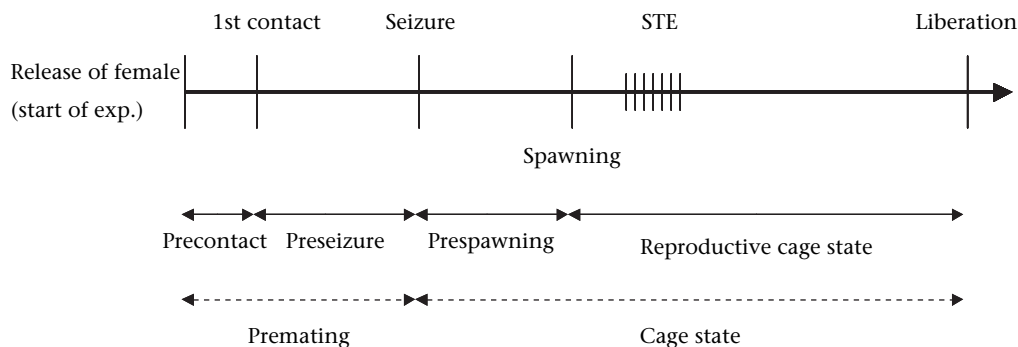 1st contact Seizure STE Liberation
Release of female
(start of exp.)
Spawning
Precontact Preseizure Prespawning Reproductive cage state
Premating Cage state